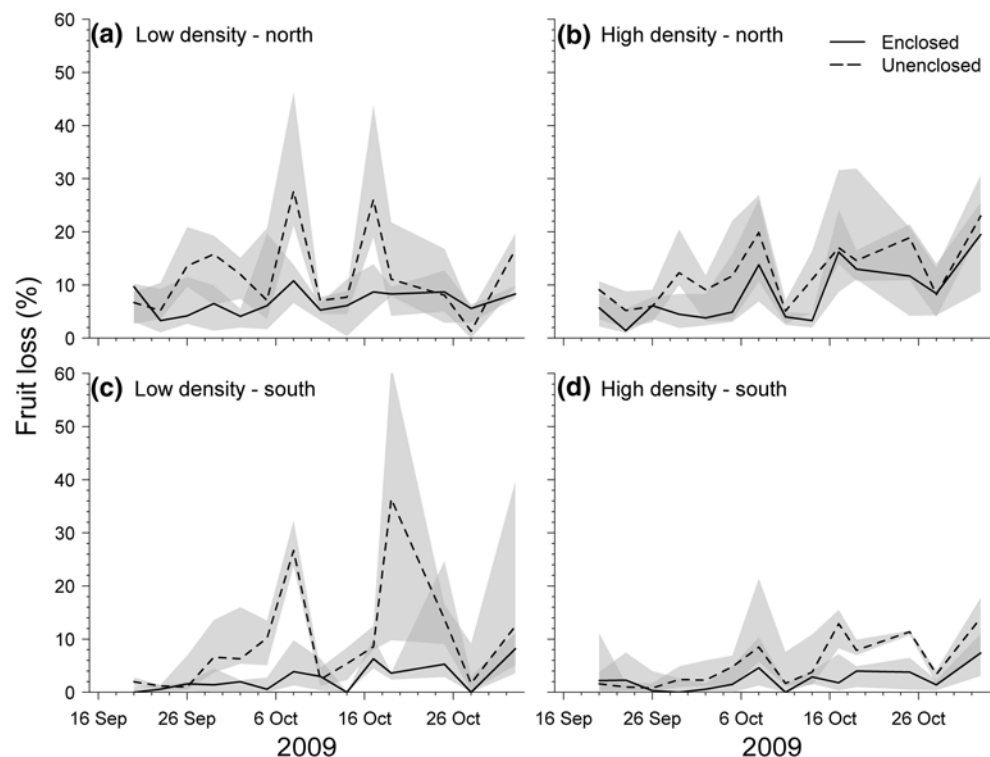 (a) Low density - north
(b) High density - north
Enclosed
Unenclosed
60
50
40
30
20
10
0
(c) Low density - south
(d) High density - south
60
50
40
30
20
10
0
Fruit loss (%)
16 Sep 26 Sep 6 Oct 16 Oct 26 Oct
16 Sep 26 Sep 6 Oct 16 Oct 26 Oct
2009
2009